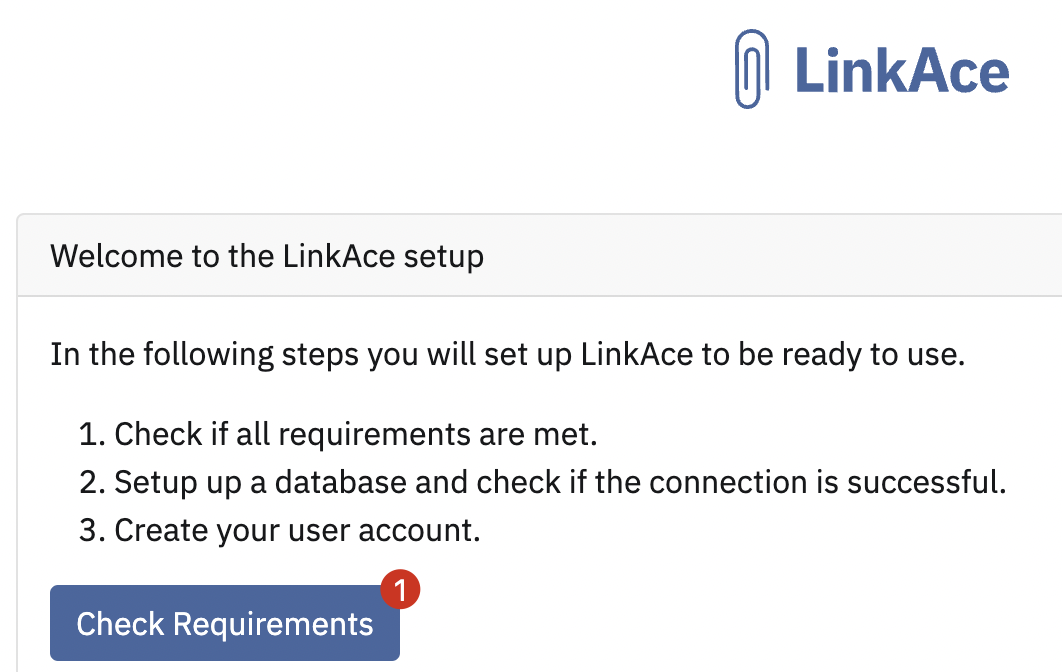 LinkAce
Welcome to the LinkAce setup
In the following steps you will set up LinkAce to be ready to use.
1. Check if all requirements are met.
2. Setup up a database and check if the connection is successful.
3. Create your user account.
1
Check Requirements